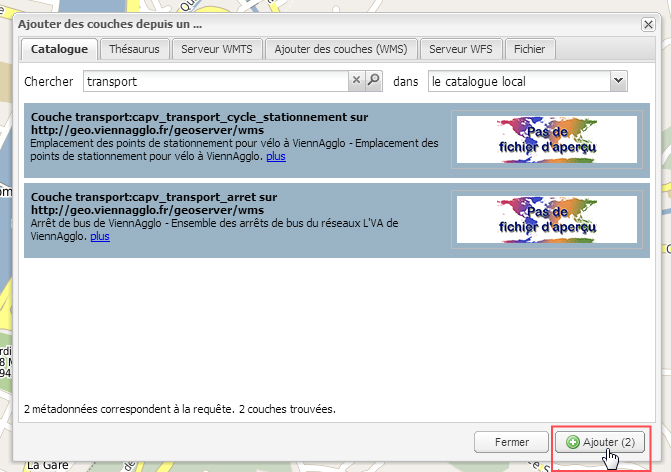 Ajouter des couches depuis un ...
Catalogue Thésaurus Serveur WMTS Ajouter des couches (WMS) Serveur WFS Fichier
Chercher transport dans le catalogue local
Couche transport:capv_transport_cycle_stationnement sur
http://geo.viennagglo.fr/geoserver/wms
Emplacement des points de stationnement pour vélo à ViennAgglo - Emplacement des
points de stationnement pour vélo à ViennAgglo. plus
Pas de
fichier d'aperçu
Couche transport:capv_transport_arret sur
http://geo.viennagglo.fr/geoserver/wms
Arrêt de bus de ViennAgglo - Ensemble des arrêts de bus du réseaux L'VA de
ViennAgglo. plus
Pas de
fichier d'aperçu
2 métadonnées correspondent à la requête. 2 couches trouvées.
Fermer Ajouter (2)
La Gare